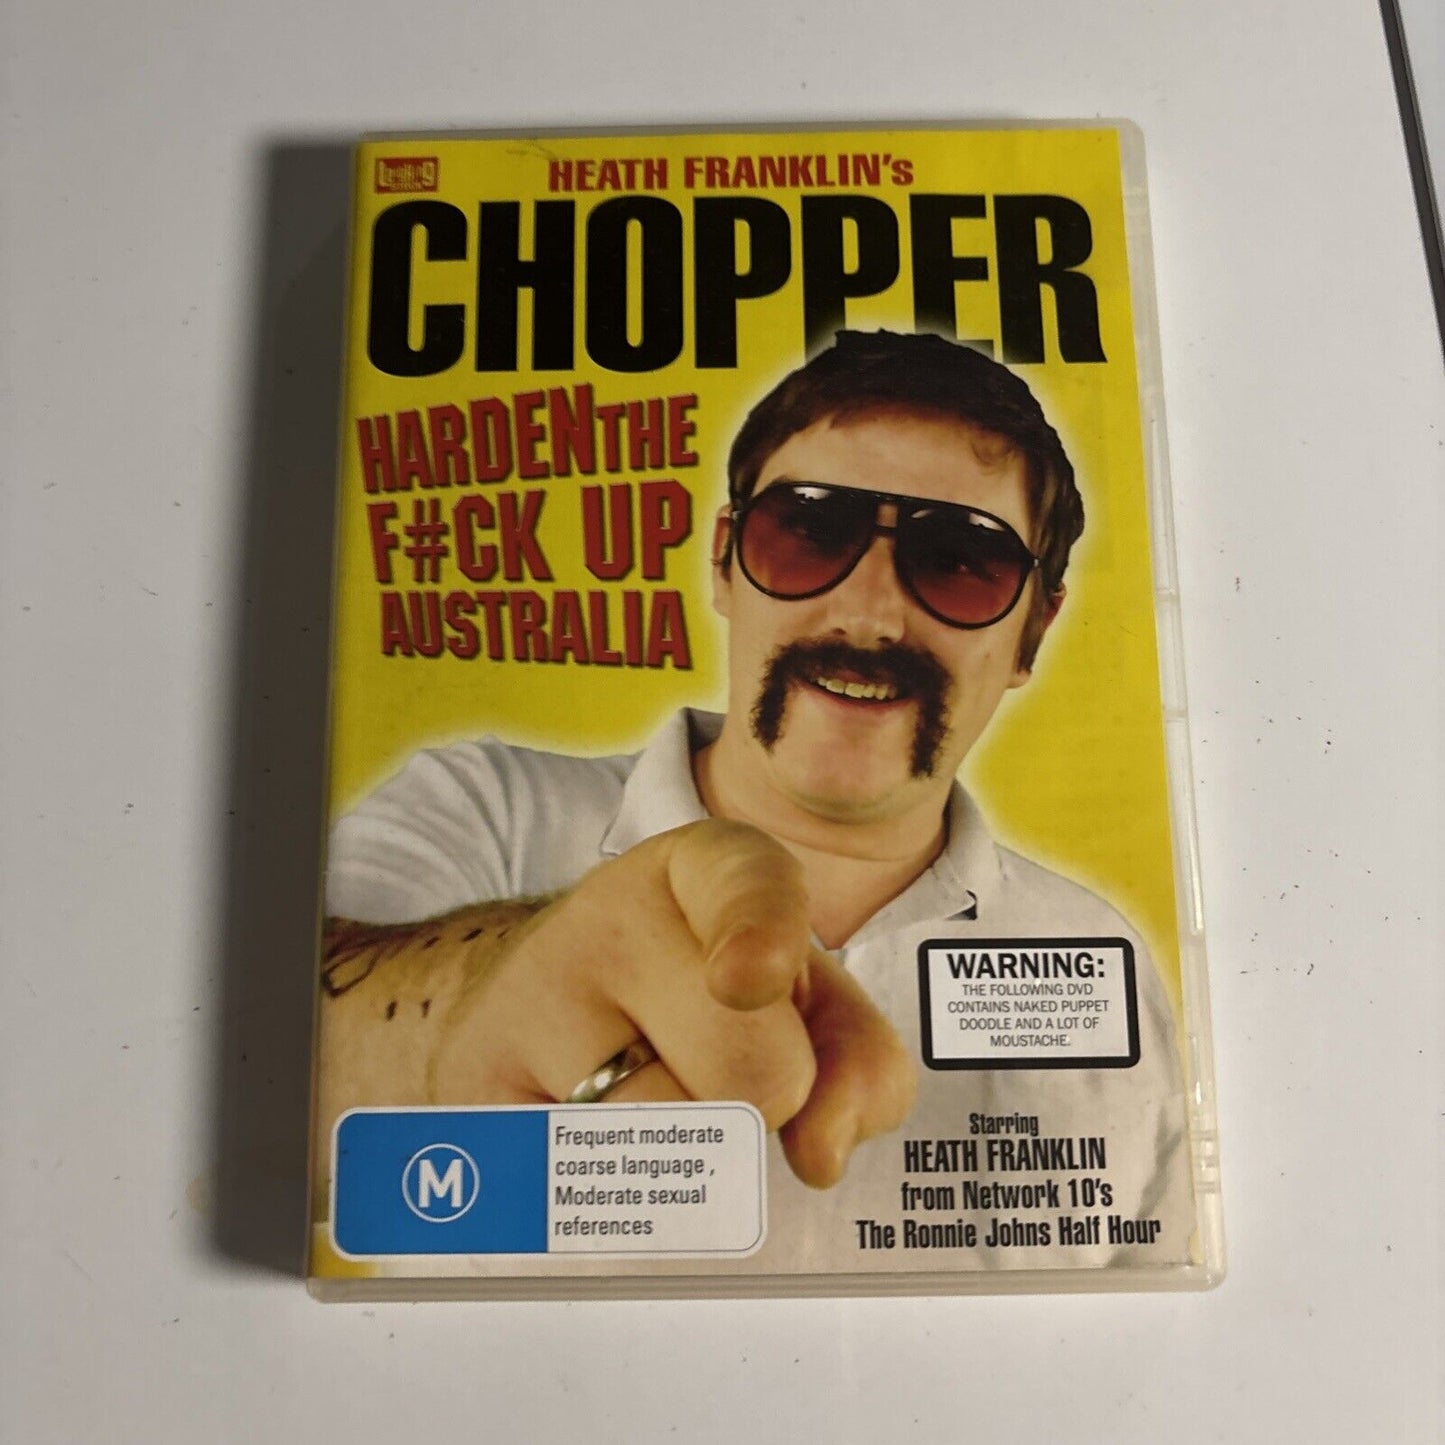 HEATH FRANKLIN's
CHOPPER
HARDEN THE
F#CK UP
AUSTRALIA
WARNING:
THE FOLLOWING DVD
CONTAINS NAKED PUPPET
DOODLE AND A LOT OF
MOUSTACHE.
M
Frequent moderate
coarse language ,
Moderate sexual
references
Starring
HEATH FRANKLIN
from Network 10's
The Ronnie Johns Half Hour